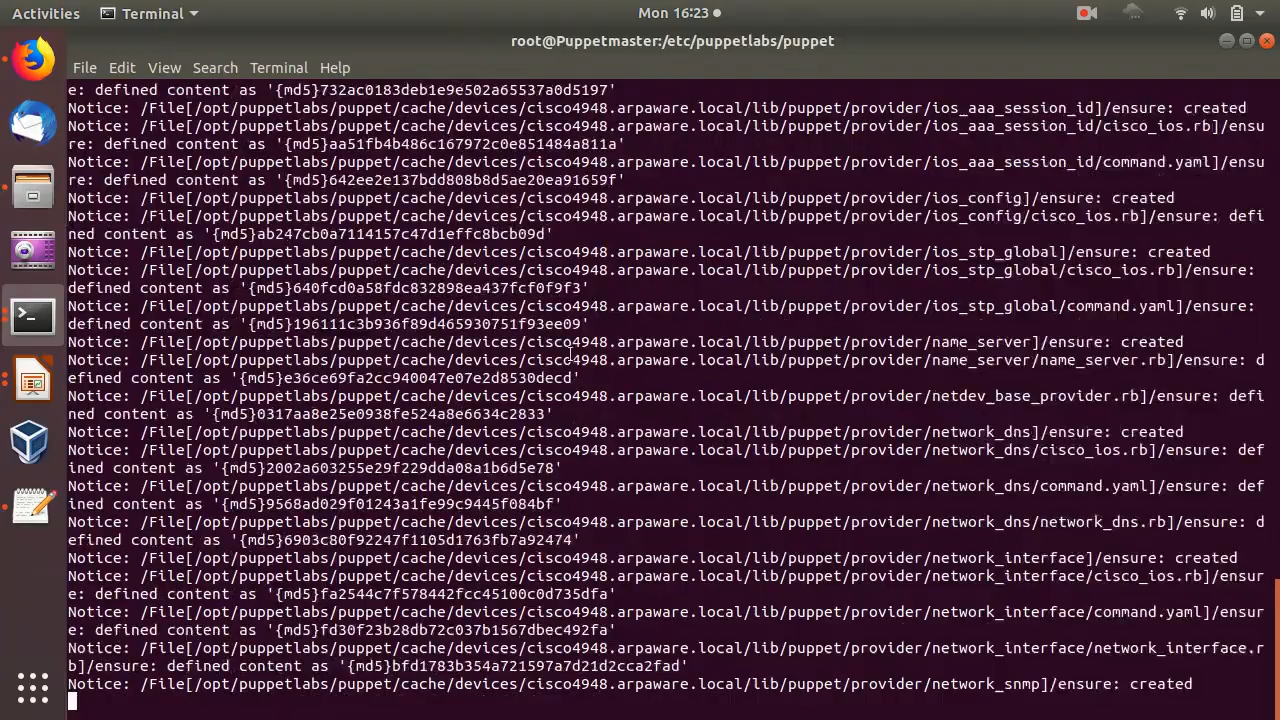 Activities Terminal Mon 16:23
root@Puppetmaster:/etc/puppetlabs/puppet
File Edit View Search Terminal Help
e: defined content as '{md5}732ac0183deb1e9e502a65537a0d5197'
Notice: /File[/opt/puppetlabs/puppet/cache/devices/cisco4948.arpaware.local/lib/puppet/provider/ios_aaa_session_id]/ensure: created
Notice: /File[/opt/puppetlabs/puppet/cache/devices/cisco4948.arpaware.local/lib/puppet/provider/ios_aaa_session_id/cisco_ios.rb]/ensu
re: defined content as '{md5}aa51fb4b486c167972c0e851484a811a'
Notice: /File[/opt/puppetlabs/puppet/cache/devices/cisco4948.arpaware.local/lib/puppet/provider/ios_aaa_session_id/command.yaml]/ensu
re: defined content as '{md5}642ee2e137bdd808b8d5ae20ea91659f'
Notice: /File[/opt/puppetlabs/puppet/cache/devices/cisco4948.arpaware.local/lib/puppet/provider/ios_config]/ensure: created
Notice: /File[/opt/puppetlabs/puppet/cache/devices/cisco4948.arpaware.local/lib/puppet/provider/ios_config/cisco_ios.rb]/ensure: defi
ned content as '{md5}ab247cb0a7114157c47d1effc8bcb09d'
Notice: /File[/opt/puppetlabs/puppet/cache/devices/cisco4948.arpaware.local/lib/puppet/provider/ios_stp_global]/ensure: created
Notice: /File[/opt/puppetlabs/puppet/cache/devices/cisco4948.arpaware.local/lib/puppet/provider/ios_stp_global/cisco_ios.rb]/ensure:
defined content as '{md5}640fcd0a58fdc832898ea437fcf0f9f3'
Notice: /File[/opt/puppetlabs/puppet/cache/devices/cisco4948.arpaware.local/lib/puppet/provider/ios_stp_global/command.yaml]/ensure:
defined content as '{md5}196111c3b936f89d465930751f93ee09'
Notice: /File[/opt/puppetlabs/puppet/cache/devices/cisco4948.arpaware.local/lib/puppet/provider/name_server]/ensure: created
Notice: /File[/opt/puppetlabs/puppet/cache/devices/cisco4948.arpaware.local/lib/puppet/provider/name_server/name_server.rb]/ensure: d
efined content as '{md5}e36ce69fa2cc940047e07e2d8530decd'
Notice: /File[/opt/puppetlabs/puppet/cache/devices/cisco4948.arpaware.local/lib/puppet/provider/netdev_base_provider.rb]/ensure: defi
ned content as '{md5}0317aa8e25e0938fe524a8e6634c2833'
Notice: /File[/opt/puppetlabs/puppet/cache/devices/cisco4948.arpaware.local/lib/puppet/provider/network_dns]/ensure: created
Notice: /File[/opt/puppetlabs/puppet/cache/devices/cisco4948.arpaware.local/lib/puppet/provider/network_dns/cisco_ios.rb]/ensure: def
ined content as '{md5}2002a603255e29f229dda08a1b6d5e78'
Notice: /File[/opt/puppetlabs/puppet/cache/devices/cisco4948.arpaware.local/lib/puppet/provider/network_dns/command.yaml]/ensure: def
ined content as '{md5}9568ad029f01243a1fe99c9445f084bf'
Notice: /File[/opt/puppetlabs/puppet/cache/devices/cisco4948.arpaware.local/lib/puppet/provider/network_dns/network_dns.rb]/ensure: d
efined content as '{md5}6903c80f92247f1105d1763fb7a92474'
Notice: /File[/opt/puppetlabs/puppet/cache/devices/cisco4948.arpaware.local/lib/puppet/provider/network_interface]/ensure: created
Notice: /File[/opt/puppetlabs/puppet/cache/devices/cisco4948.arpaware.local/lib/puppet/provider/network_interface/cisco_ios.rb]/ensur
e: defined content as '{md5}fa2544c7f578442fcc45100c0d735dfa'
Notice: /File[/opt/puppetlabs/puppet/cache/devices/cisco4948.arpaware.local/lib/puppet/provider/network_interface/command.yaml]/ensur
e: defined content as '{md5}fd30f23b28db72c037b1567dbec492fa'
Notice: /File[/opt/puppetlabs/puppet/cache/devices/cisco4948.arpaware.local/lib/puppet/provider/network_interface/network_interface.r
b]/ensure: defined content as '{md5}bfd1783b354a721597a7d21d2cca2fad'
Notice: /File[/opt/puppetlabs/puppet/cache/devices/cisco4948.arpaware.local/lib/puppet/provider/network_snmp]/ensure: created